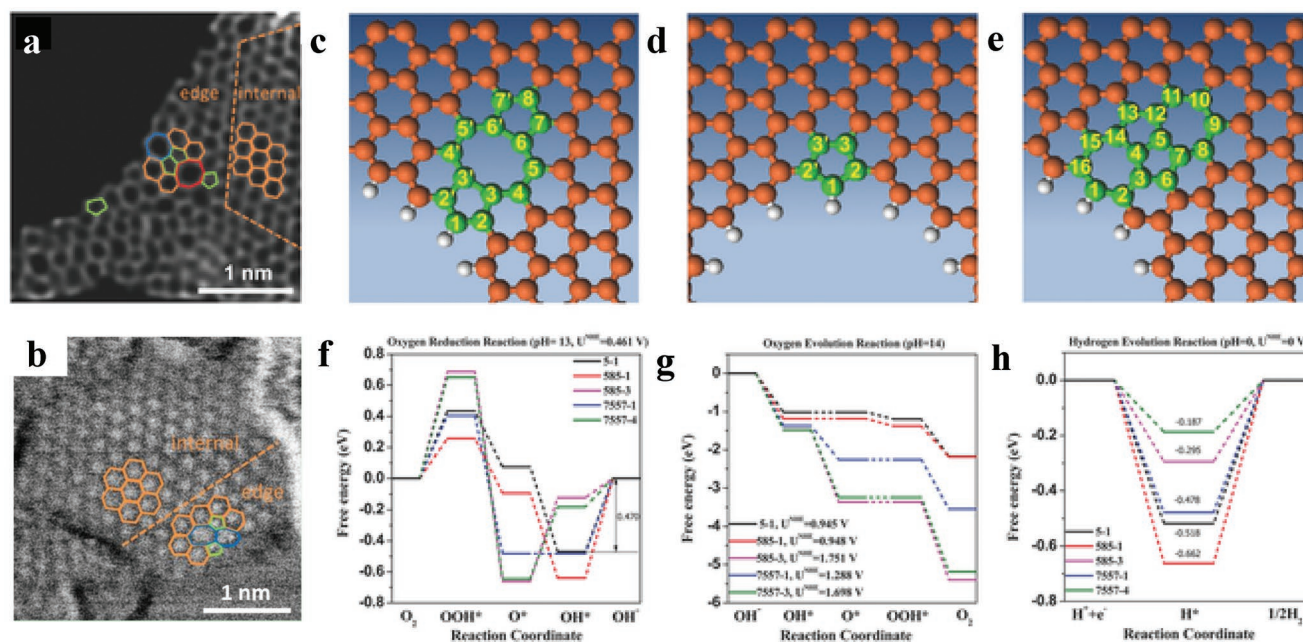 a
edge
internal
1 nm
c
7' 8
5' 6' 7
6
4'
5
3'
2' 3 4
1 2
d
3' 3
2' 2
1
e
11 10
13 12
9
15 14 5
4 7 8
16
3 6
1 2
b
internal
edge
1 nm
f
Oxygen Reduction Reaction (pH= 13, U^NHE=0.461 V)
5-1
585-1
585-3
7557-1
7557-4
0.8
0.6
0.4
0.2
0.0
-0.2
-0.4
-0.6
-0.8
Free energy (eV)
0.470
O2 OOH* O* OH* OH-
Reaction Coordinate
g
Oxygen Evolution Reaction (pH=14)
0
-1
-2
-3
-4
-5
-6
Free energy (eV)
5-1, U^NHE=0.945 V
585-1, U^NHE=0.948 V
585-3, U^NHE=1.751 V
7557-1, U^NHE=1.288 V
7557-3, U^NHE=1.698 V
OH- OH* O* OOH* O2
Reaction Coordinate
h
Hydrogen Evolution Reaction (pH=0, U^NHE=0 V
0.0
-0.2
-0.4
-0.6
-0.8
Free energy (eV)
-0.187
-0.295
-0.478
-0.518
-0.662
5-1
585-1
585-3
7557-1
7557-4
H++e- H* 1/2H2
Reaction Coordinate